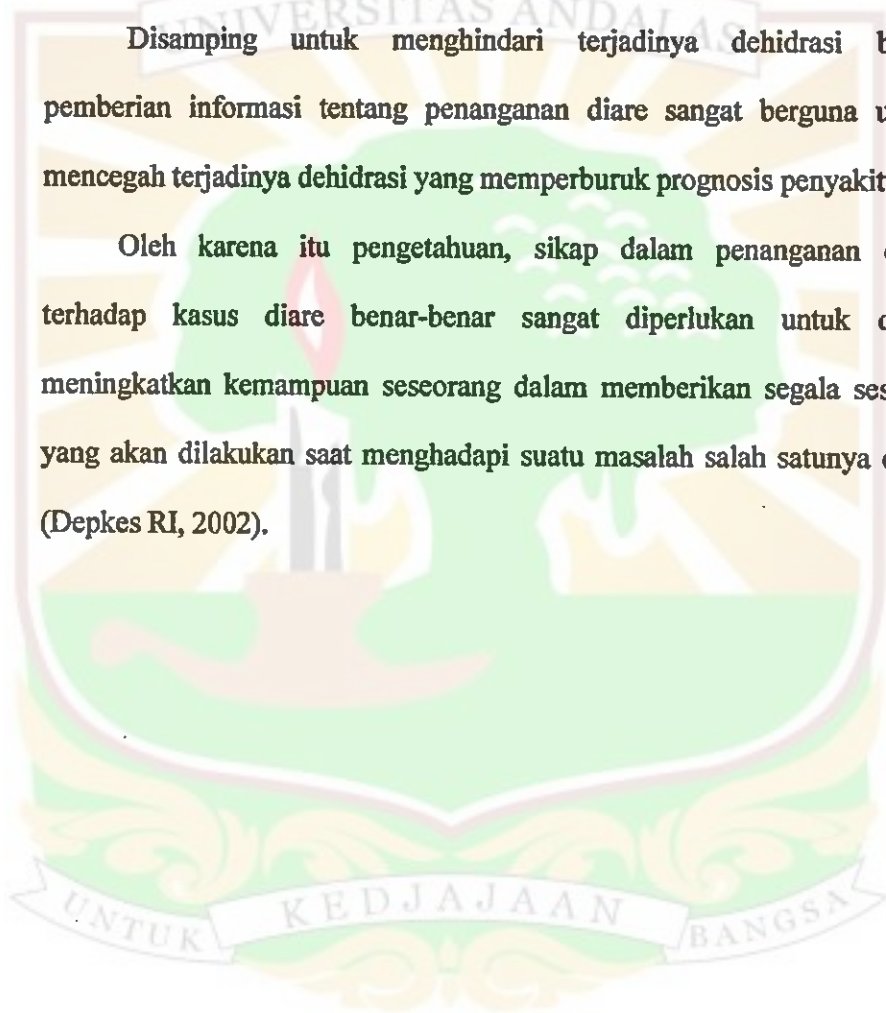 UNIVERSITAS ANDALAS
Disamping untuk menghindari terjadinya dehidrasi b
pemberian informasi tentang penanganan diare sangat berguna u
mencegah terjadinya dehidrasi yang memperburuk prognosis penyakit
Oleh karena itu pengetahuan, sikap dalam penanganan
terhadap kasus diare benar-benar sangat diperlukan untuk
meningkatkan kemampuan seseorang dalam memberikan segala ses
yang akan dilakukan saat menghadapi suatu masalah salah satunya
(Depkes RI, 2002).
UNTUK KEDJAJAAN BANGSA